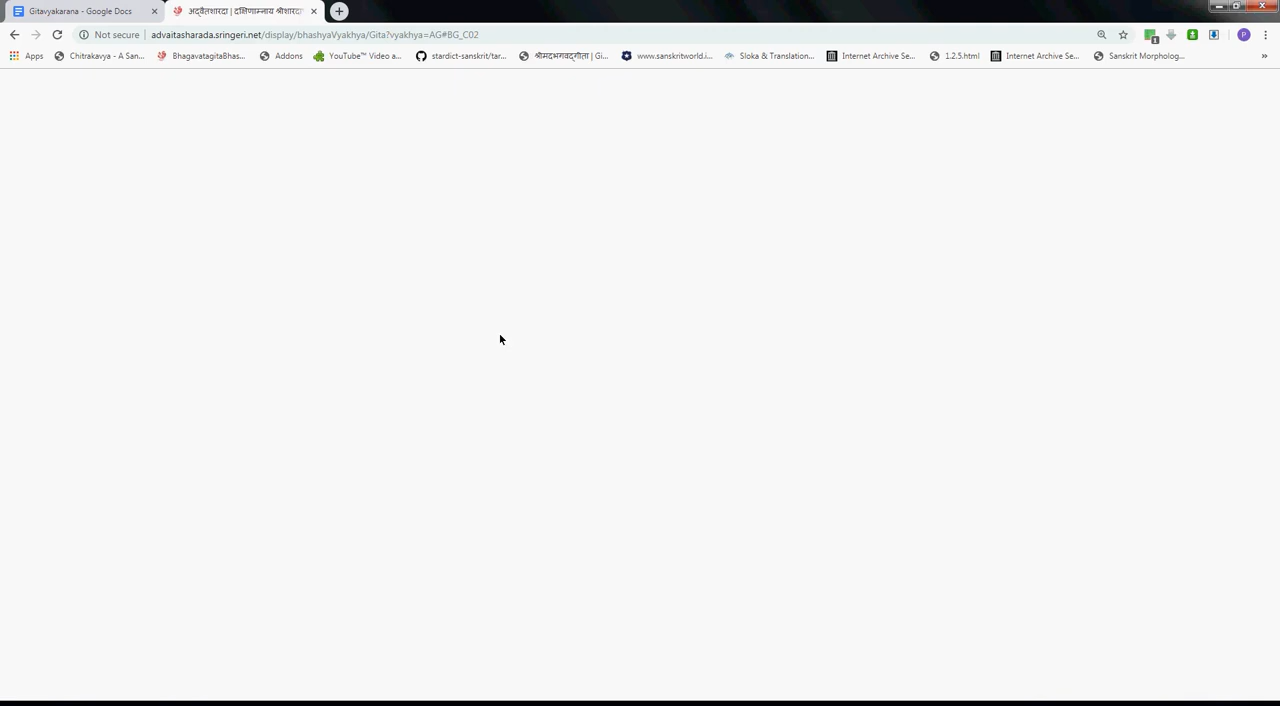 Gitavyakarana - Google Docs
अद्वैतशारदा | दक्षिणाम्नाय श्रीशारदा
Not secure
advaitasharada.sringeri.net/display/bhashyaVyakhya/Gita?vyakhya=AG#BG_C02
1
P
Apps
Chitrakavya - A San...
BhagavatagitaBhas...
Addons
YouTube™ Video a...
stardict-sanskrit/tar...
श्रीमद्भगवद्गीता | Gi...
www.sanskritworld.i...
Sloka & Translation...
Internet Archive Se...
1.2.5.html
Internet Archive Se...
Sanskrit Morpholog...
»